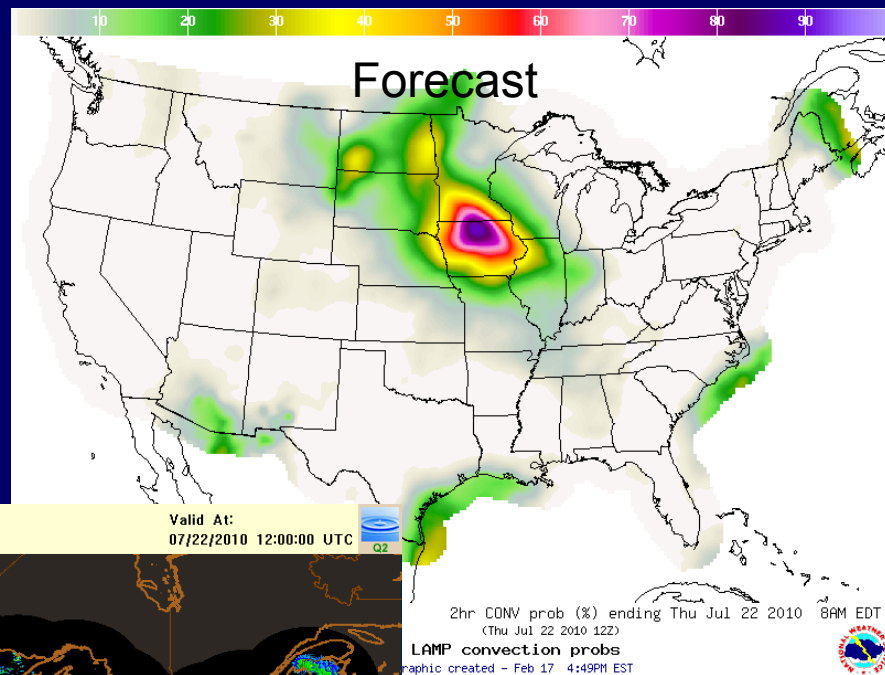 10 20 30 40 50 60 70 80 90
Forecast
Valid At:
07/22/2010 12:00:00 UTC
Q2
2hr CONV prob (%) ending Thu Jul 22 2010 8AM EDT
(Thu Jul 22 2010 12Z)
LAMP convection probs
raphic created - Feb 17 4:49PM EST